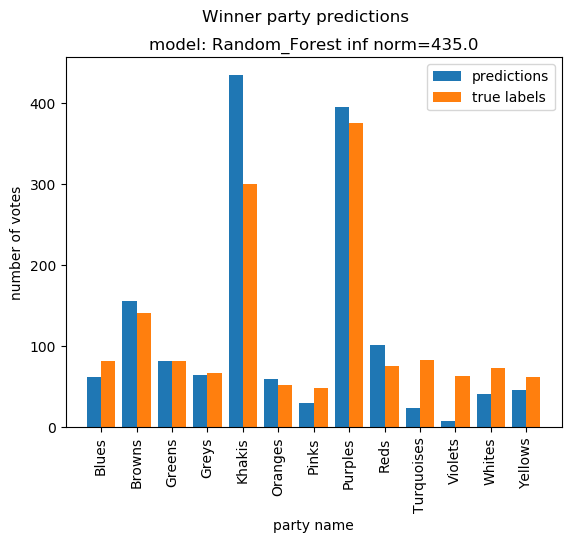 Winner party predictions
model: Random_Forest inf norm=435.0
predictions
true labels
number of votes
400
300
200
100
0
Blues
Browns
Greens
Greys
Khakis
Oranges
Pinks
Purples
Reds
Turquoises
Violets
Whites
Yellows
party name